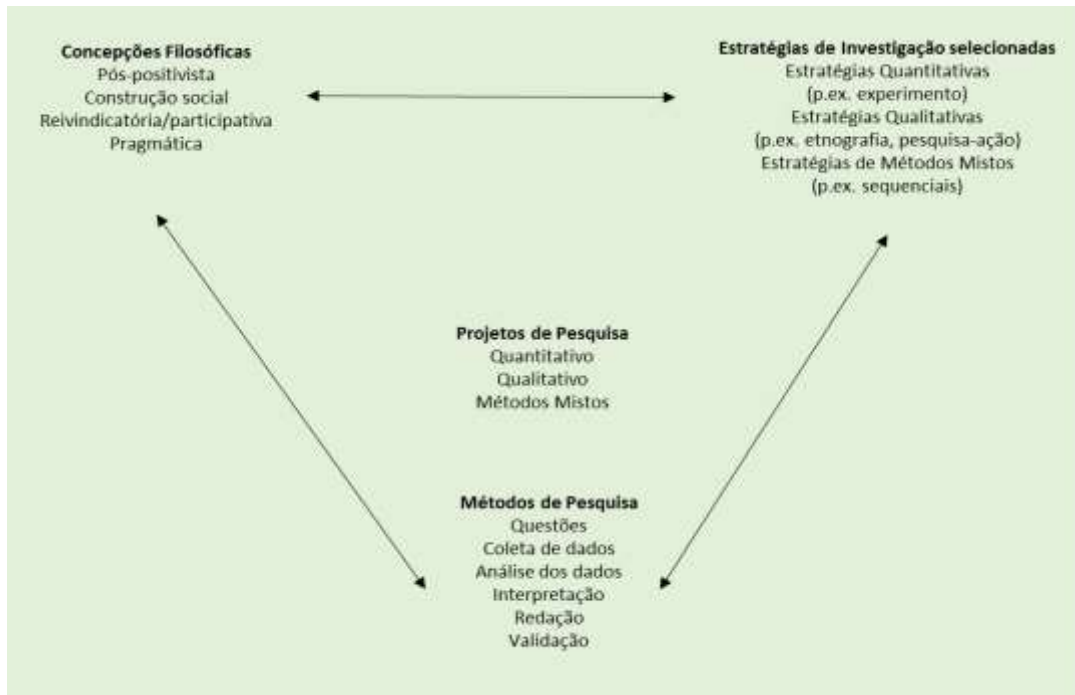 Concepções Filosóficas
Pós-positivista
Construção social
Reivindicatória/participativa
Pragmática
Estratégias de Investigação selecionadas
Estratégias Quantitativas
(p.ex. experimento)
Estratégias Qualitativas
(p.ex. etnografia, pesquisa-ação)
Estratégias de Métodos Mistos
(p.ex. sequenciais)
Projetos de Pesquisa
Quantitativo
Qualitativo
Métodos Mistos
Métodos de Pesquisa
Questões
Coleta de dados
Análise dos dados
Interpretação
Redação
Validação